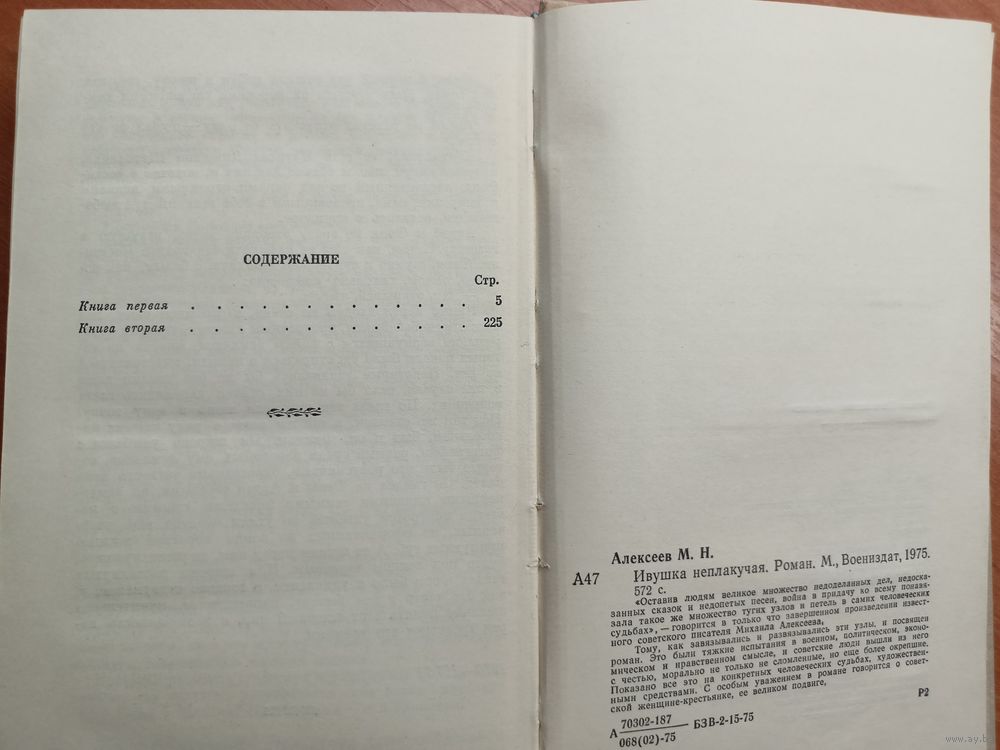 СОДЕРЖАНИЕ
Стр.
Книга первая . . . . . . . . . . . . 5
Книга вторая . . . . . . . . . . . . 225
Алексеев М. Н.
А47 Ивушка неплакучая. Роман. М., Воениздат, 1975.
572 с.
«Оставив людям великое множество недоделанных дел, недоска-
занных сказок и недопетых песен, война в придачу ко всему понавя-
зала такое же множество тугих узлов и петель в самих человеческих
судьбах», — говорится в только что завершенном произведении извест-
ного советского писателя Михаила Алексеева.
Тому, как завязывались и развязывались эти узлы, и посвящен
роман. Это были тяжкие испытания в военном, политическом, эконо-
мическом и нравственном смысле, и советские люди вышли из него
с честью, морально не только не сломленные, но еще более окрепшие.
Показано все это на конкретных человеческих судьбах, художествен-
ными средствами. С особым уважением в романе говорится о совет-
ской женщине-крестьянке, ее великом подвиге.
Р2
А 70302-187
068(02)-75 БЗВ-2-15-75
www.ay.by